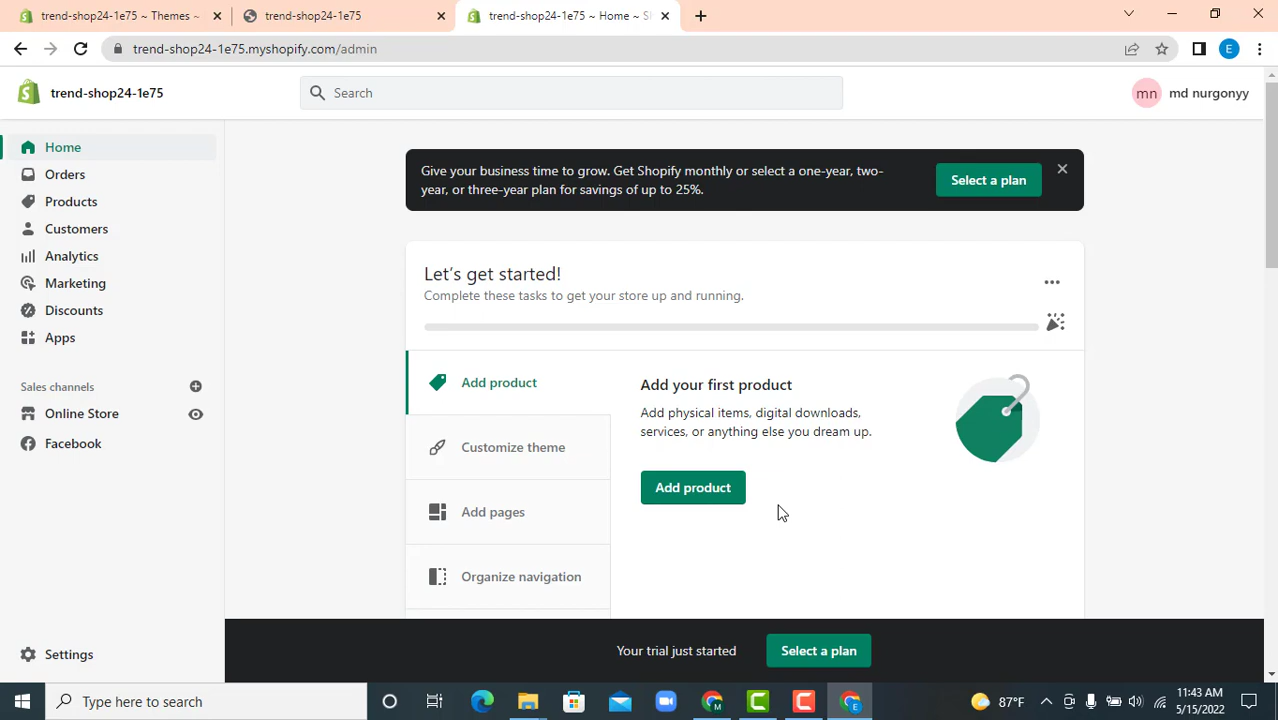 trend-shop24-1e75 ~ Themes ~
trend-shop24-1e75
trend-shop24-1e75 ~ Home ~ Sh
trend-shop24-1e75.myshopify.com/admin
E
trend-shop24-1e75
Search
mn
md nurgonyy
Home
Orders
Products
Customers
Analytics
Marketing
Discounts
Apps
Sales channels
Online Store
Facebook
Settings
Give your business time to grow. Get Shopify monthly or select a one-year, two-
year, or three-year plan for savings of up to 25%.
Select a plan
Let's get started!
Complete these tasks to get your store up and running.
Add product
Customize theme
Add pages
Organize navigation
Add your first product
Add physical items, digital downloads,
services, or anything else you dream up.
Add product
Your trial just started
Select a plan
Type here to search
M
E
87°F
11:43 AM
5/15/2022